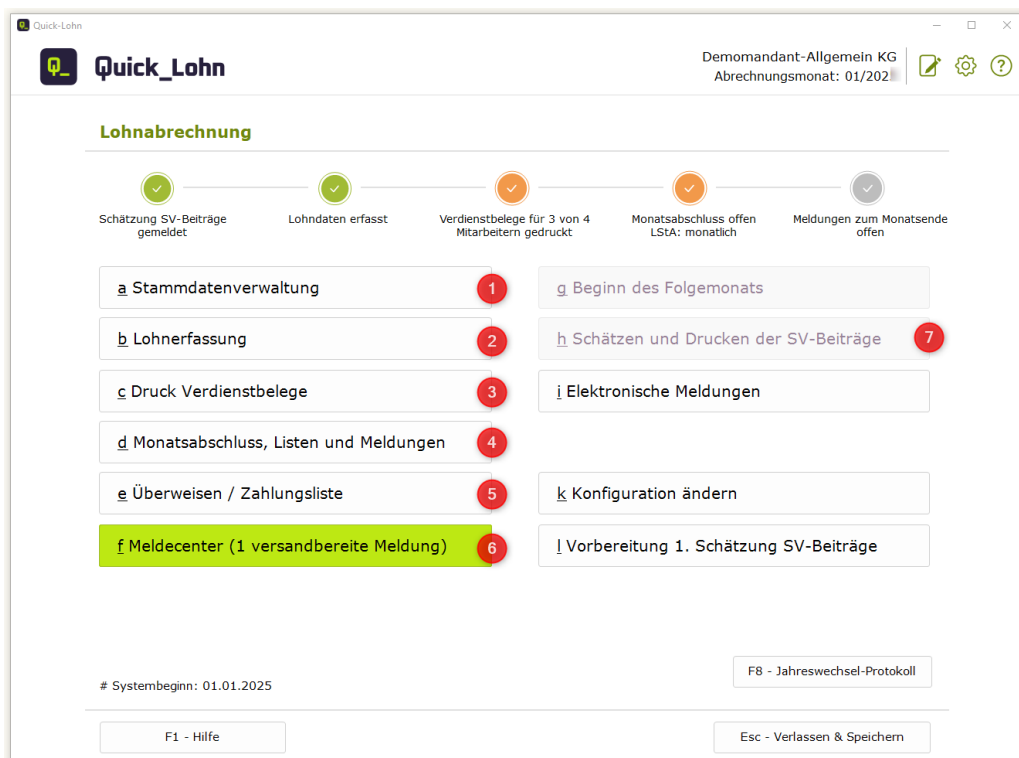 Quick-Lohn
Q_
Quick_Lohn
Demomandant-Allgemein KG
Abrechnungsmonat: 01/202
Lohnabrechnung
Schätzung SV-Beiträge
gemeldet
Lohndaten erfasst
Verdienstbelege für 3 von 4
Mitarbeitern gedruckt
Monatsabschluss offen
LStA: monatlich
Meldungen zum Monatsende
offen
a Stammdatenverwaltung
1
g Beginn des Folgemonats
b Lohnerfassung
2
h Schätzen und Drucken der SV-Beiträge
7
c Druck Verdienstbelege
3
i Elektronische Meldungen
d Monatsabschluss, Listen und Meldungen
4
e Überweisen / Zahlungsliste
5
k Konfiguration ändern
f Meldecenter (1 versandbereite Meldung)
6
l Vorbereitung 1. Schätzung SV-Beiträge
F8 - Jahreswechsel-Protokoll
# Systembeginn: 01.01.2025
F1 - Hilfe
Esc - Verlassen & Speichern